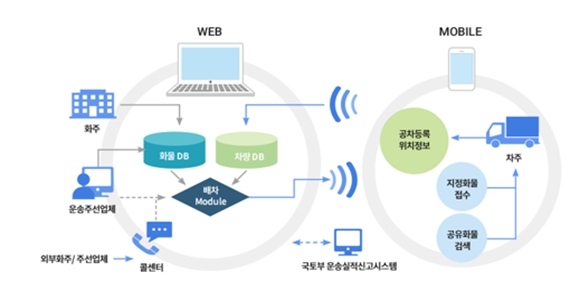 WEB
MOBILE
화주
화물 DB
차량 DB
공차등록
위치정보
차주
배차
Module
지정화물
접수
운송주선업체
공유화물
검색
외부화주/ 주선업체
콜센터
국토부 운송실적신고시스템